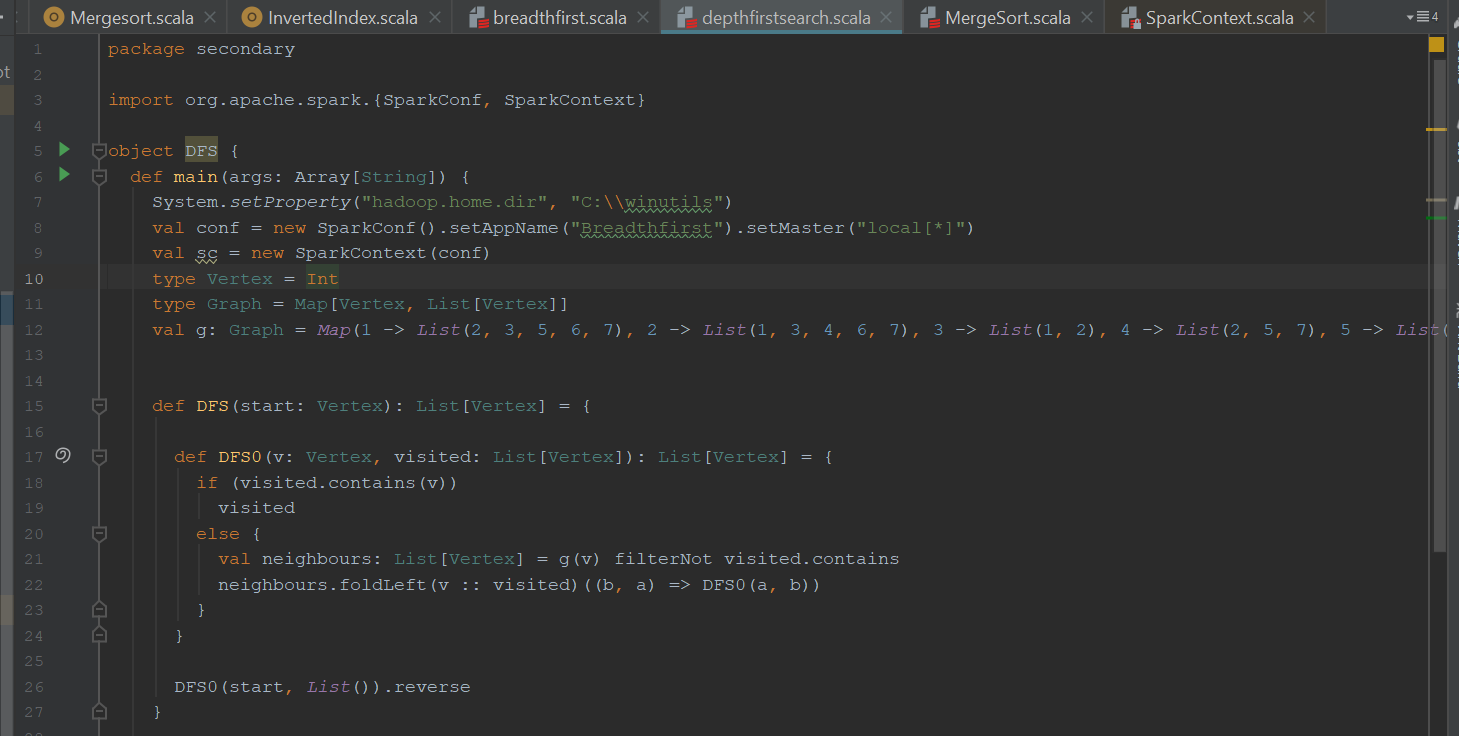 Mergesort.scala InvertedIndex.scala breadthfirst.scala depthfirstsearch.scala MergeSort.scala SparkContext.scala 4
ot
1 package secondary
2
3 import org.apache.spark.{SparkConf, SparkContext}
4
5 object DFS {
6 def main(args: Array[String]) {
7 System.setProperty("hadoop.home.dir", "C:\\winutils")
8 val conf = new SparkConf().setAppName("Breadthfirst").setMaster("local[*]")
9 val sc = new SparkContext(conf)
10 type Vertex = Int
11 type Graph = Map[Vertex, List[Vertex]]
12 val g: Graph = Map(1 -> List(2, 3, 5, 6, 7), 2 -> List(1, 3, 4, 6, 7), 3 -> List(1, 2), 4 -> List(2, 5, 7), 5 -> List(
13
14
15 def DFS(start: Vertex): List[Vertex] = {
16
17 def DFS0(v: Vertex, visited: List[Vertex]): List[Vertex] = {
18 if (visited.contains(v))
19 visited
20 else {
21 val neighbours: List[Vertex] = g(v) filterNot visited.contains
22 neighbours.foldLeft(v :: visited)((b, a) => DFS0(a, b))
23 }
24 }
25
26 DFS0(start, List()).reverse
27 }